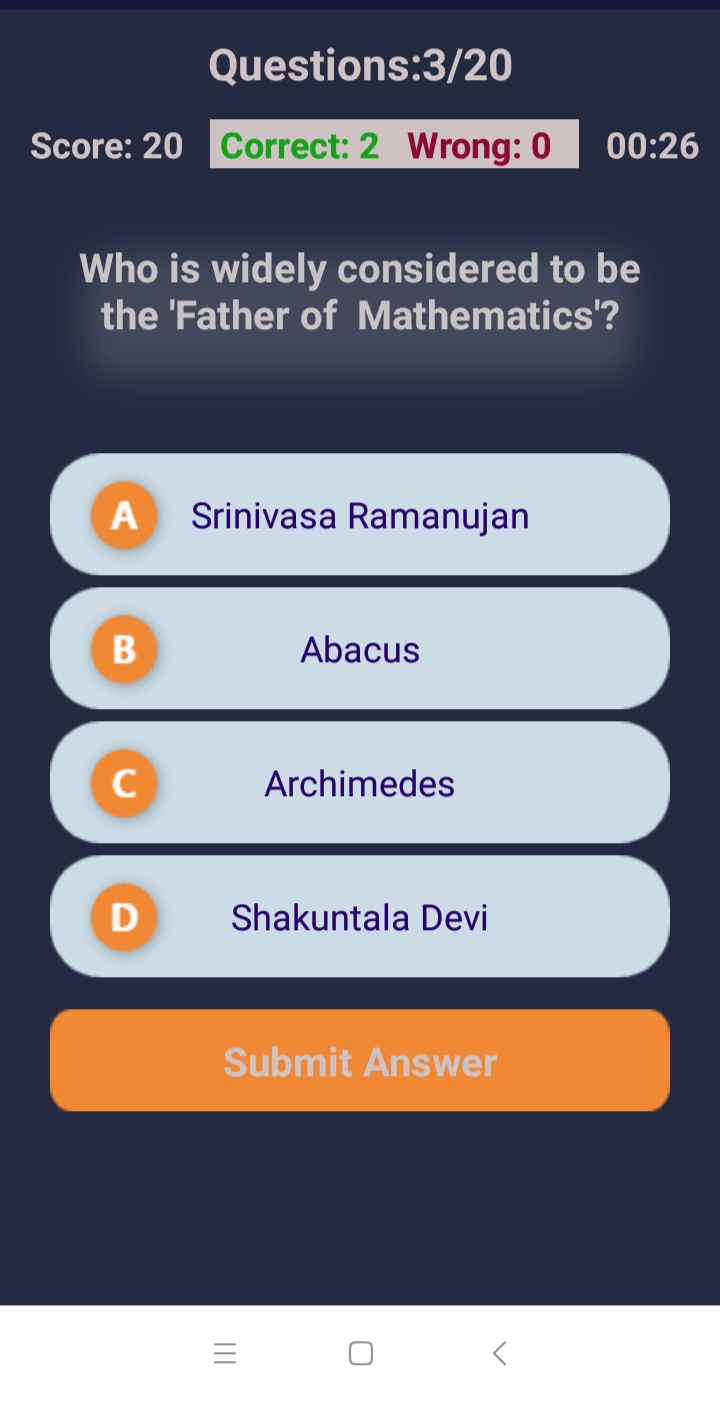 Questions:3/20
Score: 20 Correct: 2 Wrong: 0 00:26
Who is widely considered to be
the 'Father of  Mathematics'?
A Srinivasa Ramanujan
B Abacus
C Archimedes
D Shakuntala Devi
Submit Answer